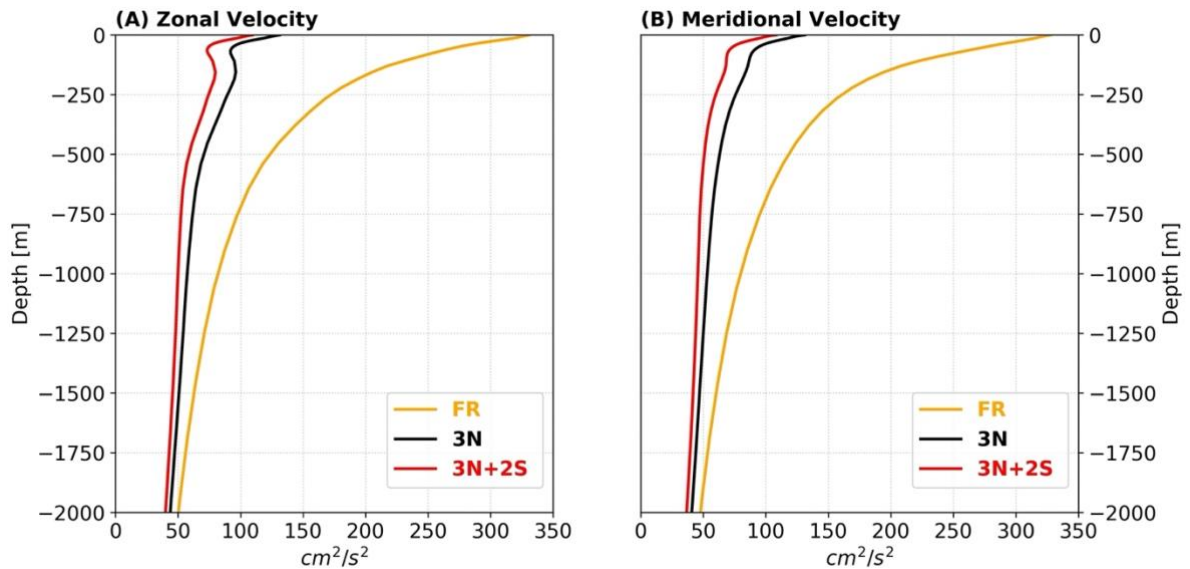 (A) Zonal Velocity
0
−250
−500
−750
−1000
−1250
−1500
−1750
−2000
Depth [m]
0 50 100 150 200 250 300 350
cm²/s²
FR
3N
3N+2S
(B) Meridional Velocity
0
−250
−500
−750
−1000
−1250
−1500
−1750
−2000
Depth [m]
0 50 100 150 200 250 300 350
cm²/s²
FR
3N
3N+2S